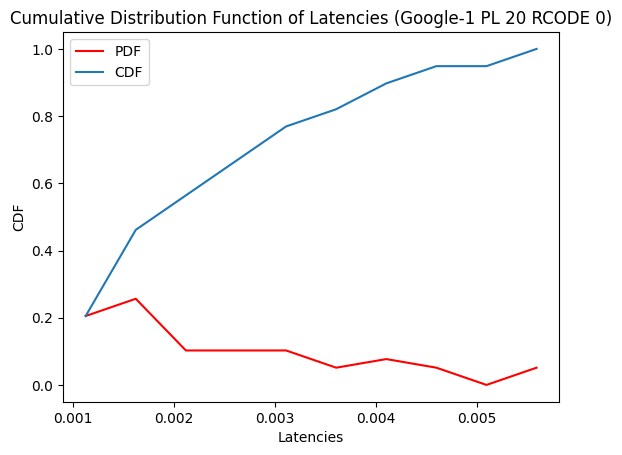 Cumulative Distribution Function of Latencies (Google-1 PL 20 RCODE 0)
PDF
CDF
1.0
0.8
0.6
0.4
0.2
0.0
CDF
0.001 0.002 0.003 0.004 0.005
Latencies